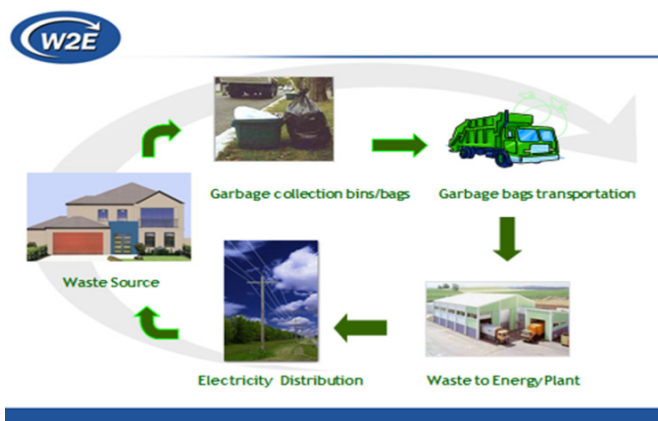 W2E
Garbage collection bins/bags
Garbage bags transportation
Waste Source
Electricity Distribution
Waste to Energy Plant